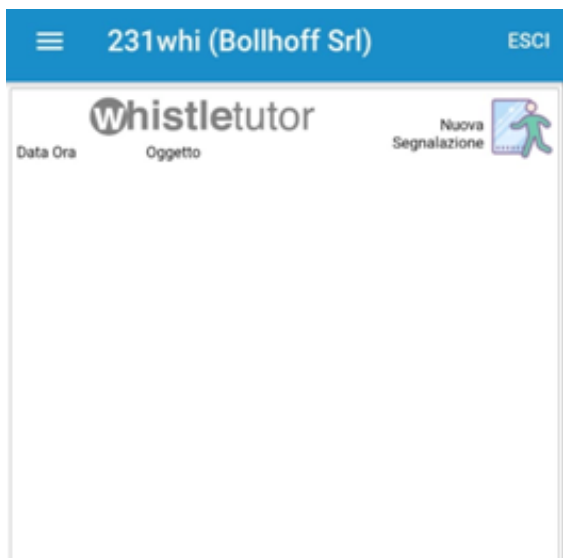 231whi (Bollhoff Srl) ESCI
whistletutor
Nuova
Segnalazione
Data Ora Oggetto